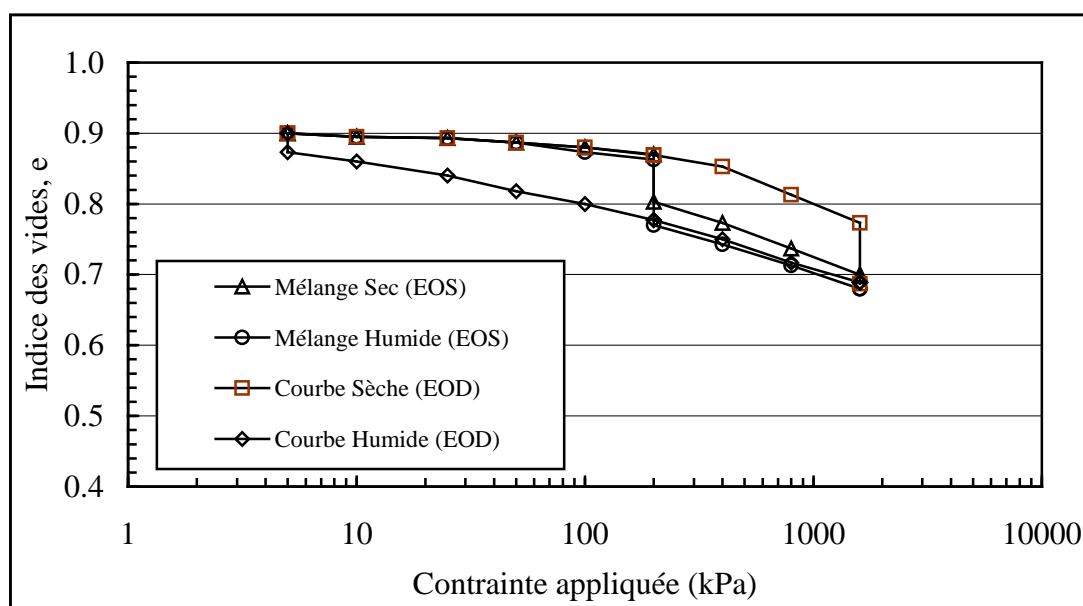 1.0
0.9
0.8
0.7
0.6
0.5
0.4
Indice des vides, e
Mélange Sec (EOS)
Mélange Humide (EOS)
Courbe Sèche (EOD)
Courbe Humide (EOD)
1
10
100
1000
10000
Contrainte appliquée (kPa)